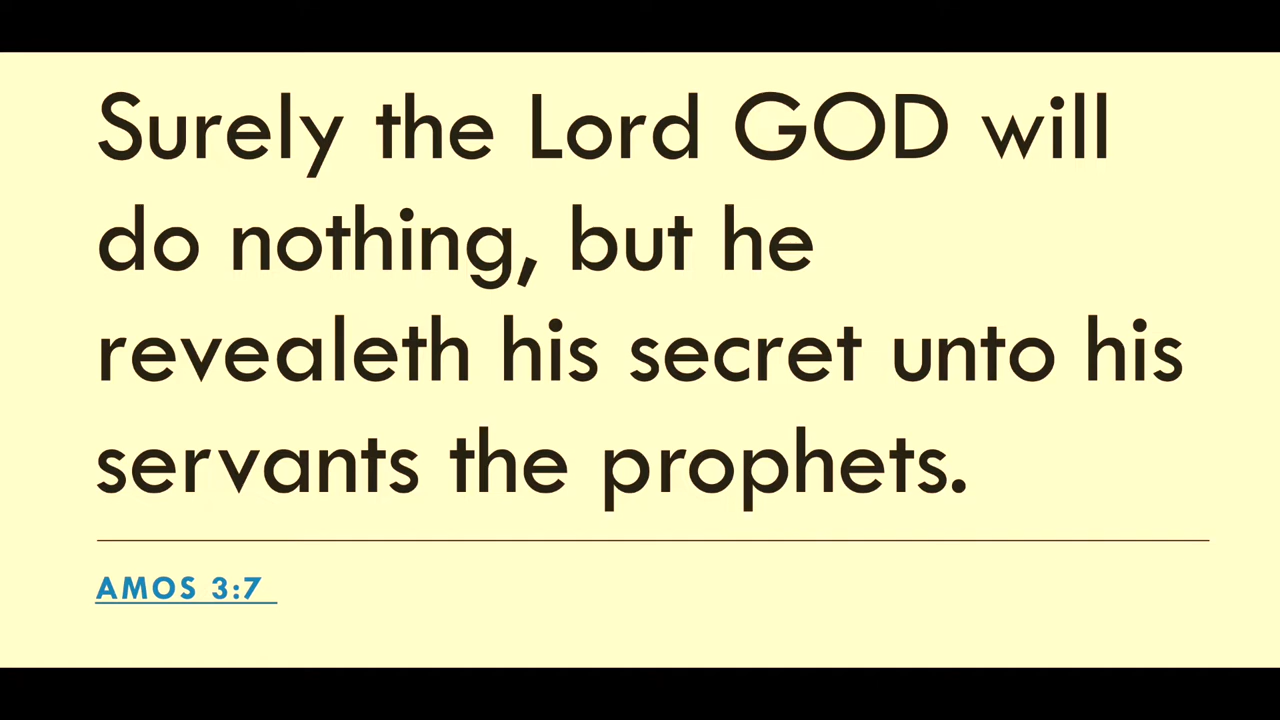 Surely the Lord GOD will
do nothing, but he
revealeth his secret unto his
servants the prophets.
AMOS 3:7